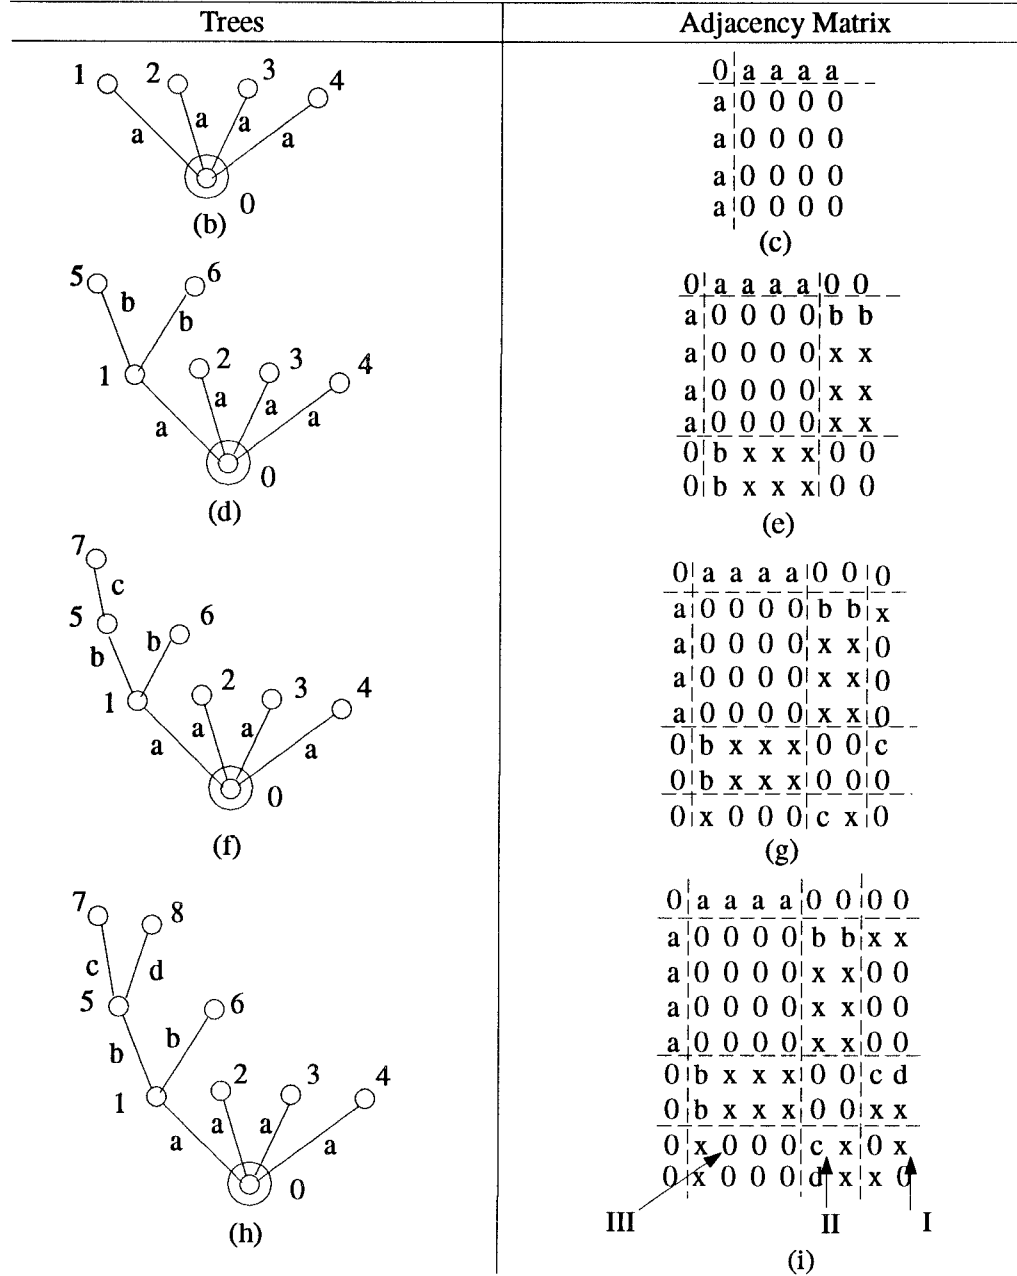 Trees
Adjacency Matrix
1 2 3 4
a a a a
0
(b)
0 a a a a
a 0 0 0 0
a 0 0 0 0
a 0 0 0 0
a 0 0 0 0
(c)
5 6
b b
1 2 3 4
a a a a
0
(d)
0 a a a a 0 0
a 0 0 0 0 b b
a 0 0 0 0 x x
a 0 0 0 0 x x
a 0 0 0 0 x x
0 b x x x 0 0
0 b x x x 0 0
(e)
7
c
5 6
b b
1 2 3 4
a a a a
0
(f)
0 a a a a 0 0 0
a 0 0 0 0 b b x
a 0 0 0 0 x x 0
a 0 0 0 0 x x 0
a 0 0 0 0 x x 0
0 b x x x 0 0 c
0 b x x x 0 0 0
0 x 0 0 0 c x 0
(g)
7 8
c d
5 6
b b
1 2 3 4
a a a a
0
(h)
0 a a a a 0 0 0 0
a 0 0 0 0 b b x x
a 0 0 0 0 x x 0 0
a 0 0 0 0 x x 0 0
a 0 0 0 0 x x 0 0
0 b x x x 0 0 c d
0 b x x x 0 0 x x
0 x 0 0 0 c x 0 x
0 x 0 0 0 d x x 0
III II I
(i)